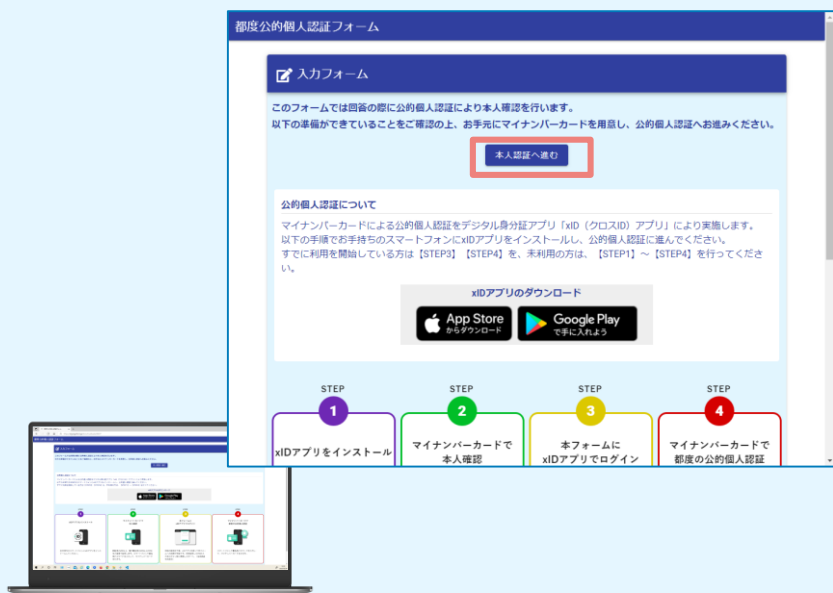 都度公的個人認証フォーム
入力フォーム
このフォームでは回答の際に公的個人認証により本人確認を行います。
以下の準備ができていることをご確認の上、お手元にマイナンバーカードを用意し、公的個人認証へお進みください。
本人認証へ進む
公的個人認証について
マイナンバーカードによる公的個人認証をデジタル身分証アプリ「xID（クロスID）アプリ」により実施します。
以下の手順でお手持ちのスマートフォンにxIDアプリをインストールし、公的個人認証に進んでください。
すでに利用を開始している方は【STEP3】【STEP4】を、未利用の方は、【STEP1】～【STEP4】を行ってくださ
い。
xIDアプリのダウンロード
App Store
からダウンロード
Google Play
で手に入れよう
STEP
1
xIDアプリをインストール
STEP
2
マイナンバーカードで
本人確認
STEP
3
本フォームに
xIDアプリでログイン
STEP
4
マイナンバーカードで
都度の公的個人認証